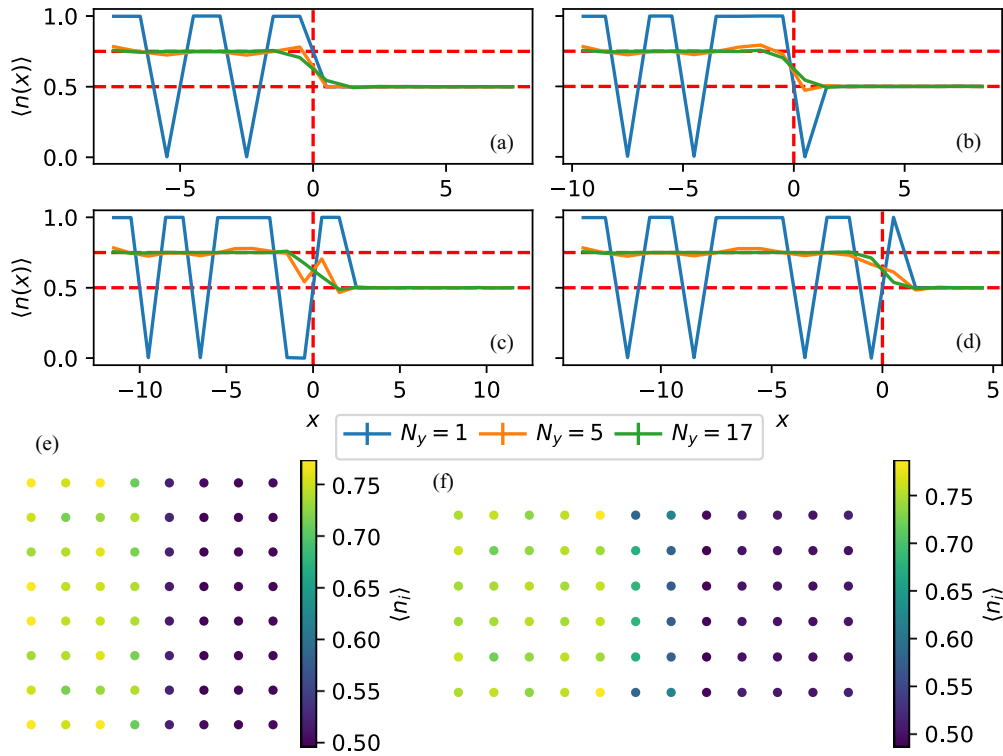 1.0
0.5
0.0
⟨n(x)⟩
−5 0 5
(a)
−10 −5 0 5
(b)
1.0
0.5
0.0
⟨n(x)⟩
−10 −5 0 5 10
x
(c)
−10 −5 0 5
x
(d)
N_y = 1 N_y = 5 N_y = 17
(e)
0.75
0.70
0.65
0.60
0.55
0.50
⟨n_i⟩
(f)
0.75
0.70
0.65
0.60
0.55
0.50
⟨n_i⟩